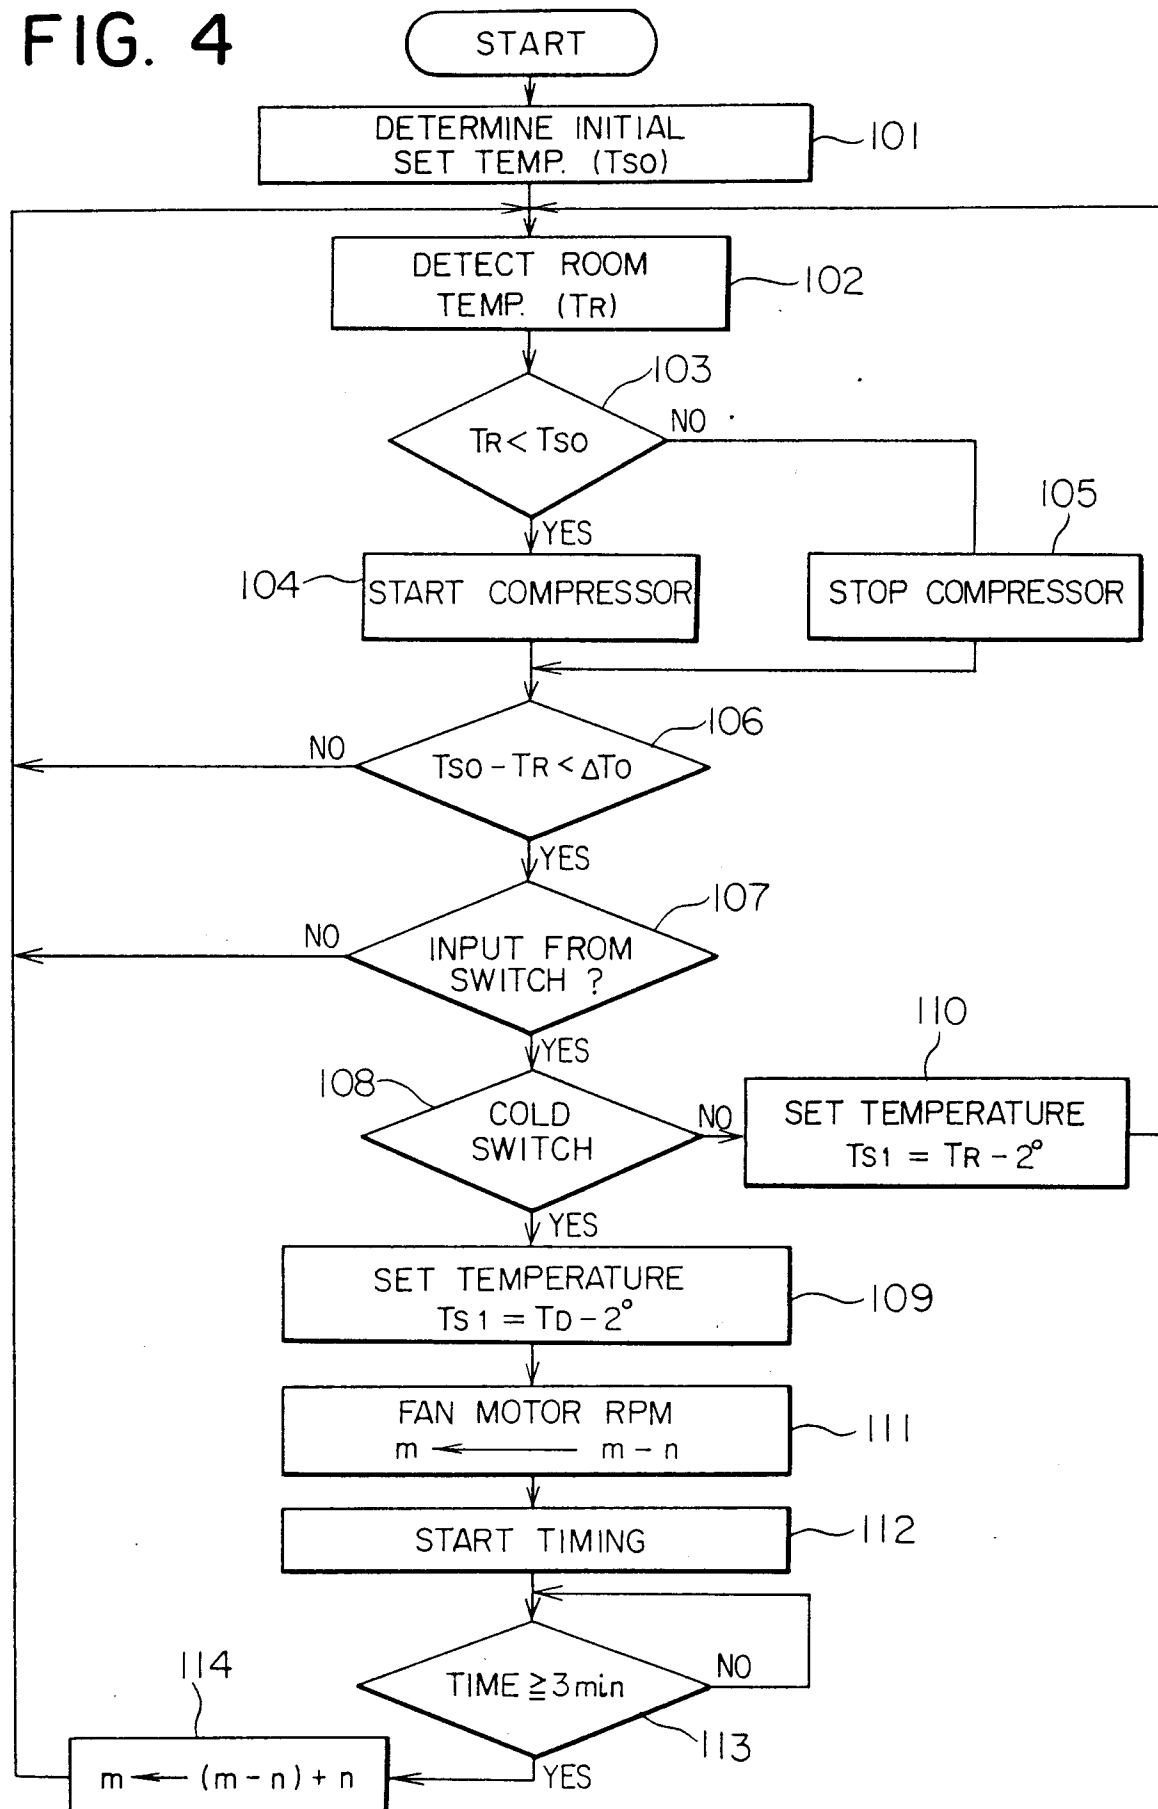 FIG. 4
START
DETERMINE INITIAL
SET TEMP. (TSO)
101
DETECT ROOM
TEMP. (TR)
102
103
TR < TSO
NO
YES
105
104
START COMPRESSOR
STOP COMPRESSOR
106
NO
TSO - TR < ΔTO
YES
107
NO
INPUT FROM
SWITCH ?
YES
110
108
COLD
SWITCH
NO
SET TEMPERATURE
TS1 = TR - 2°
YES
SET TEMPERATURE
TS1 = TD - 2°
109
FAN MOTOR RPM
m ← m - n
111
START TIMING
112
114
TIME ≧ 3min
NO
113
YES
m ← (m - n) + n